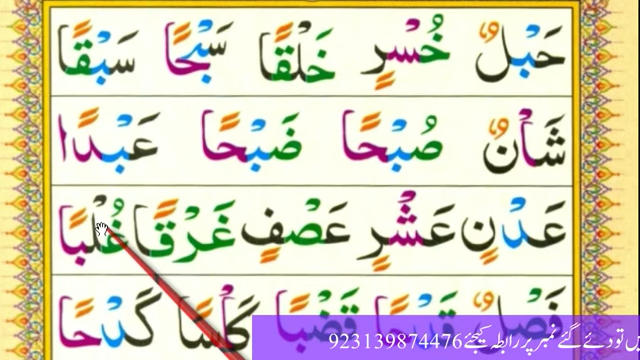 حَبْلٌ خُسْرٍ خَلْقًا سَبْحًا سَبْقًا
شَأْنٌ صُبْحًا ضَبْحًا عَبْدًا
عَدْنٍ عَشْرٍ عَصْفٍ غَرْقًا غُلْبًا
فَصْلٌ قَدْحًا قَضْبًا كَأْسًا كَدْحًا
تو دئے گئے نمبر پر رابطہ کیجئے 923139874476